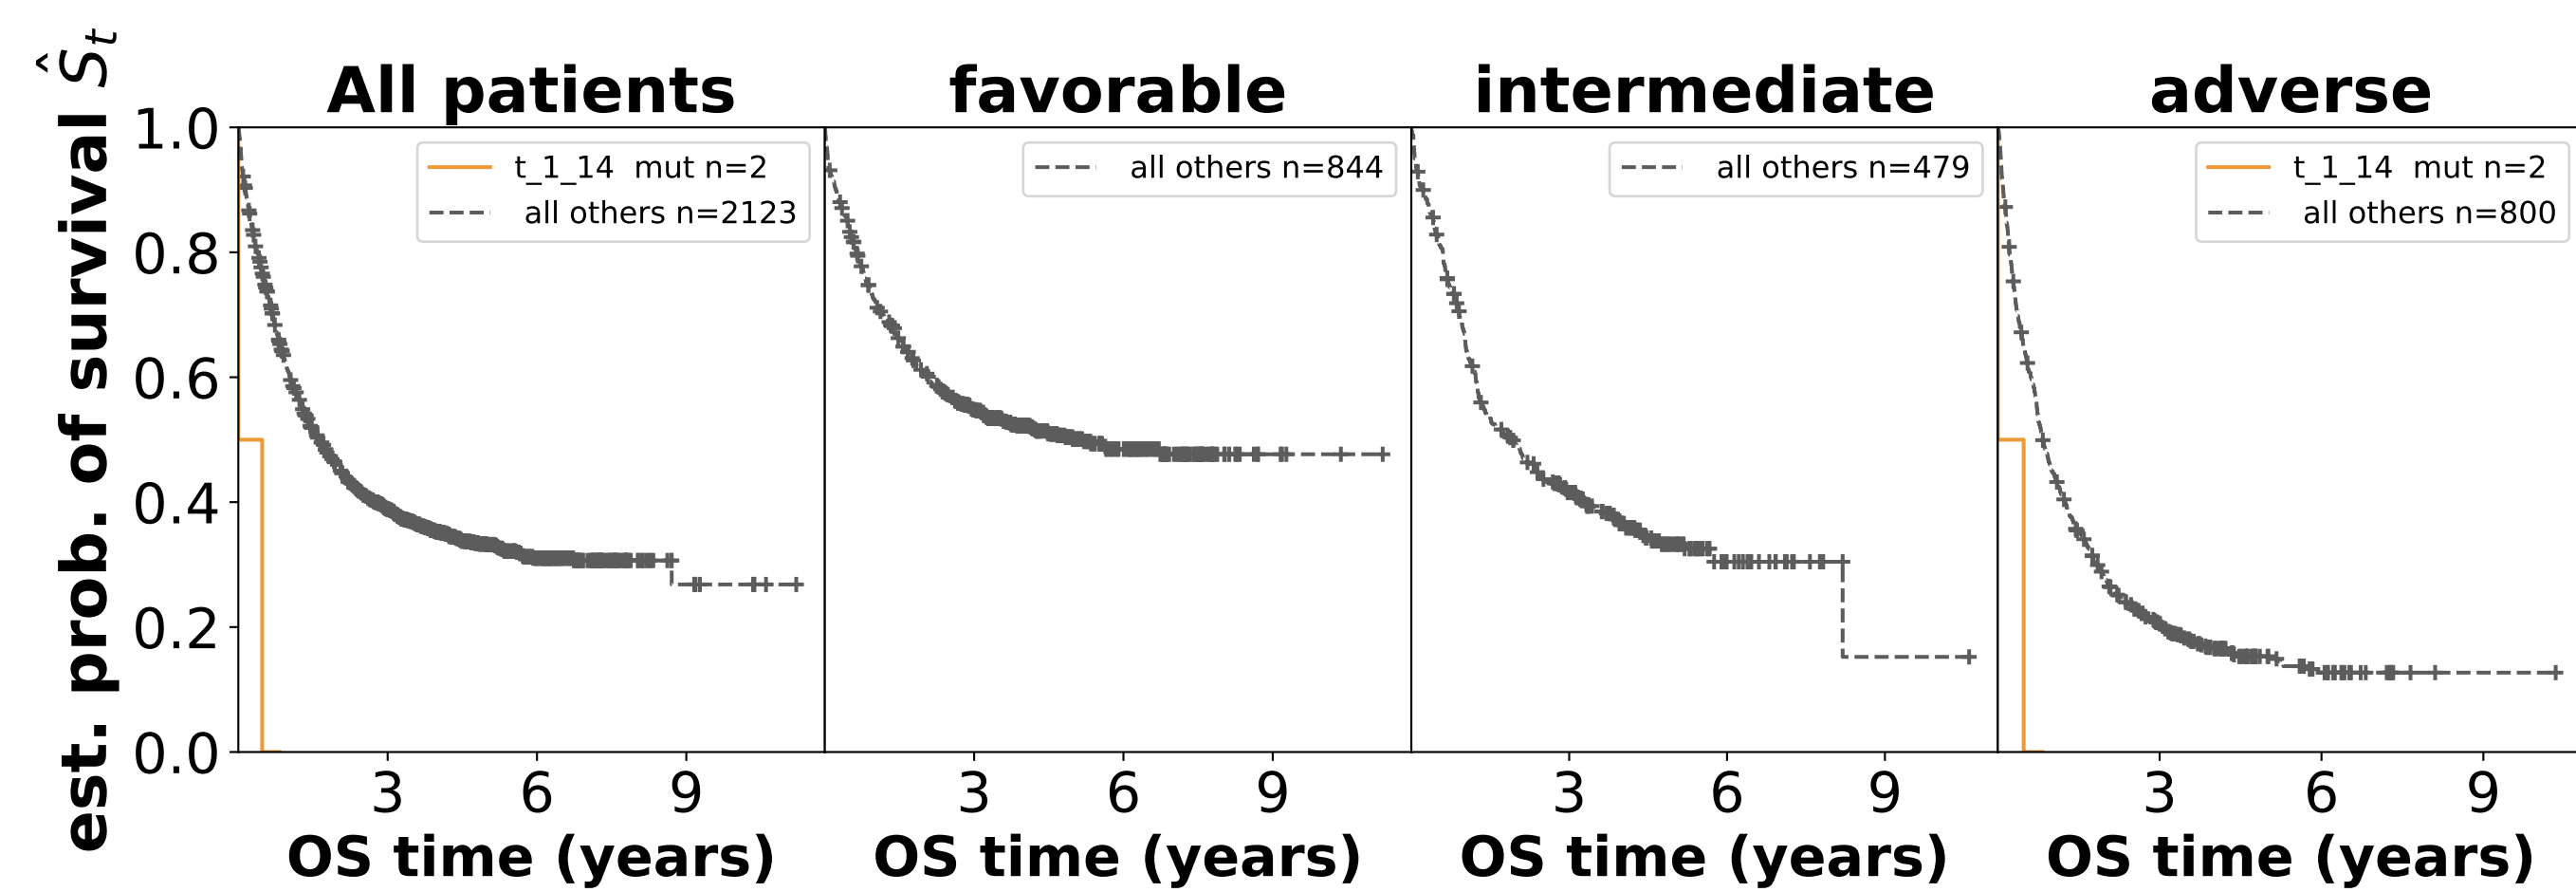 est. prob. of survival Ŝt
All patients
favorable
intermediate
adverse
1.0
0.8
0.6
0.4
0.2
0.0
t_1_14 mut n=2
all others n=2123
all others n=844
all others n=479
t_1_14 mut n=2
all others n=800
3 6 9
3 6 9
3 6 9
3 6 9
OS time (years)
OS time (years)
OS time (years)
OS time (years)